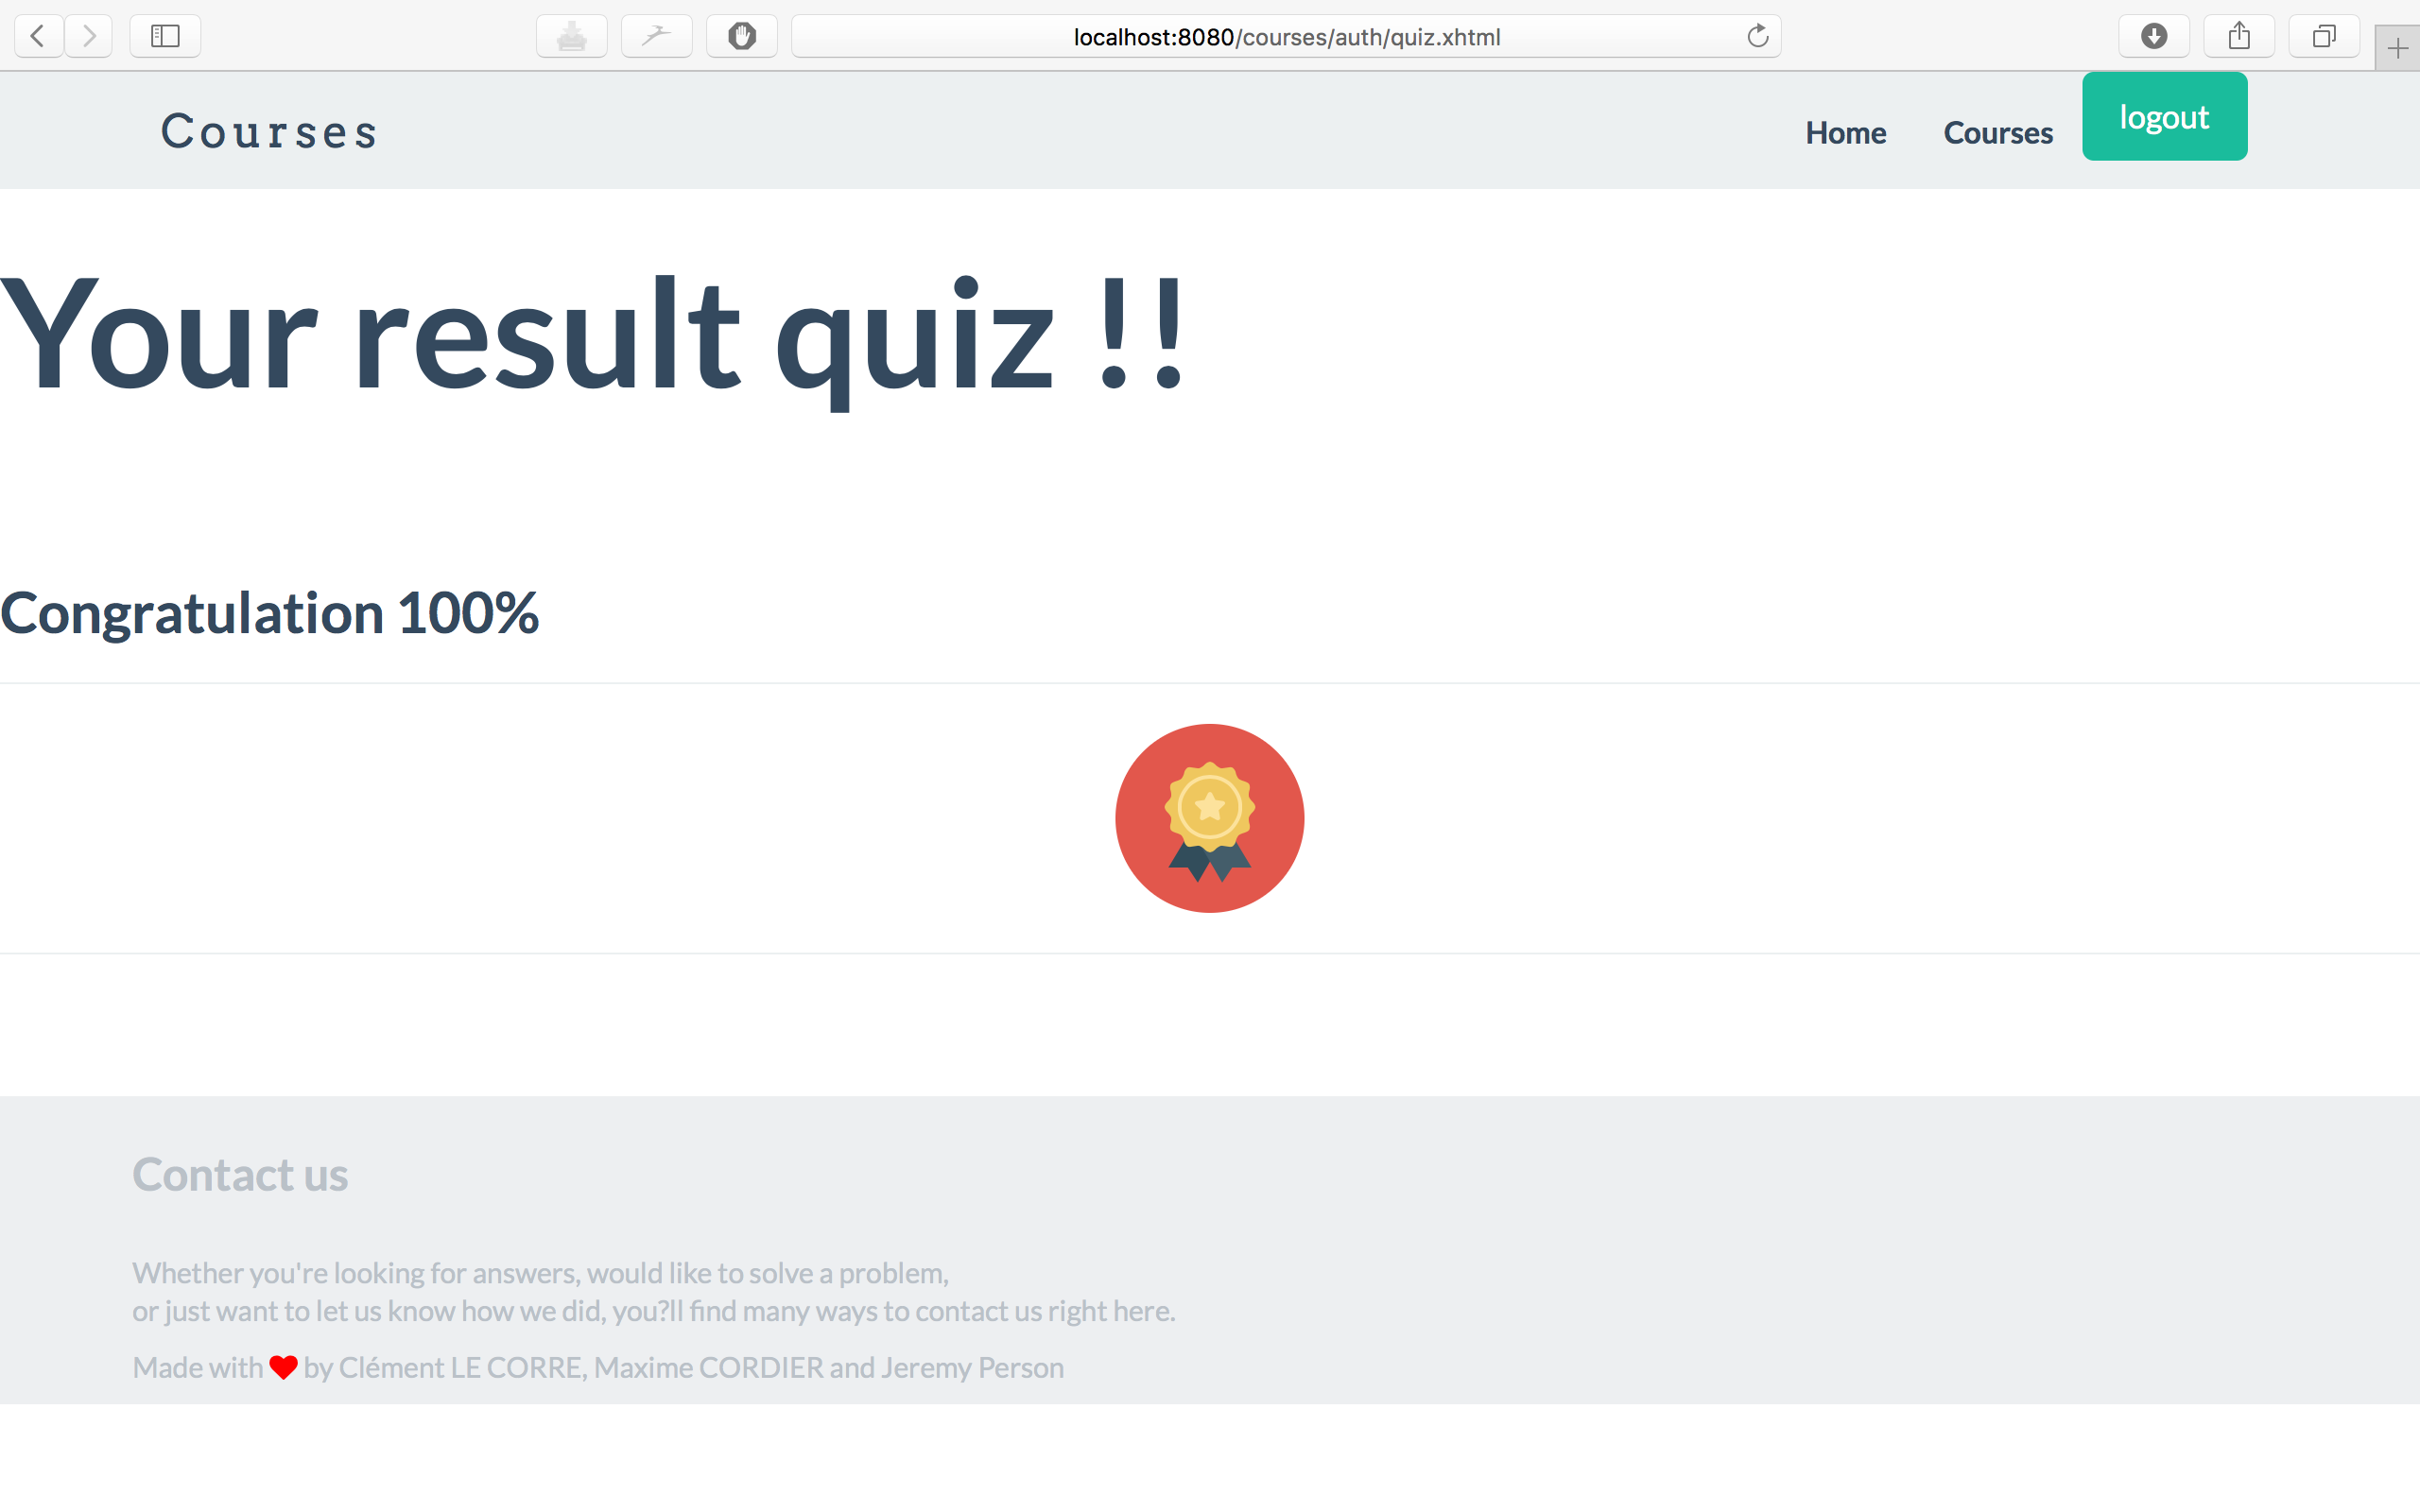 localhost:8080/courses/auth/quiz.xhtml
Courses
Home Courses logout
Your result quiz !!
Congratulation 100%
Contact us
Whether you're looking for answers, would like to solve a problem,
or just want to let us know how we did, you?ll find many ways to contact us right here.
Made with by Clément LE CORRE, Maxime CORDIER and Jeremy Person